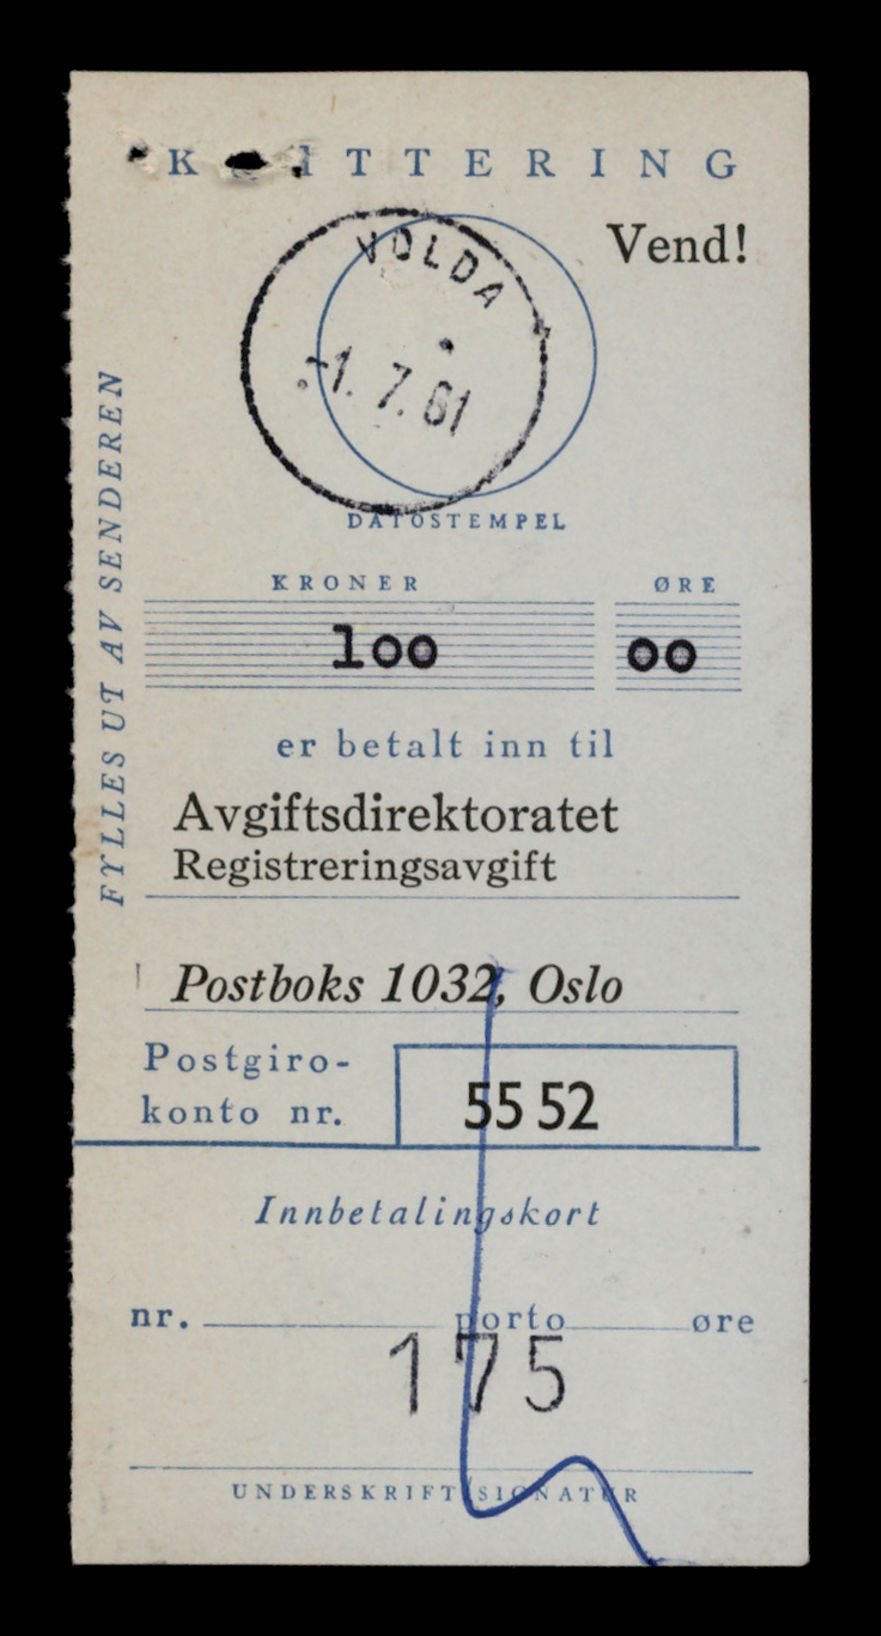 KVITTERING
Vend!
VOLDA
-1. 7. 61
DATOSTEMPEL
FYLLES UT AV SENDEREN
KRONER ØRE
100 00
er betalt inn til
Avgiftsdirektoratet
Registreringsavgift
Postboks 1032, Oslo
Postgiro-
konto nr. 55 52
Innbetalingskort
nr. porto øre
175
UNDERSKRIFT/SIGNATUR